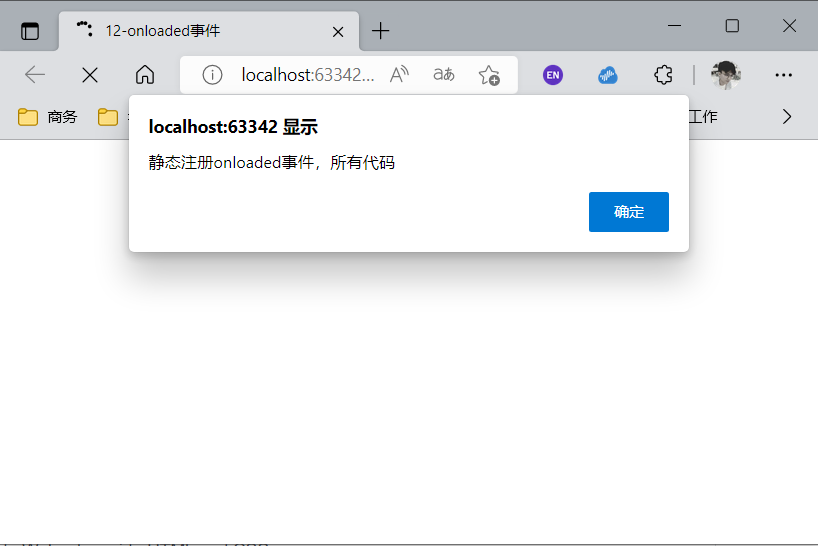 12-onloaded事件
localhost:63342...
EN
商务
工作
localhost:63342 显示
静态注册onloaded事件，所有代码
确定